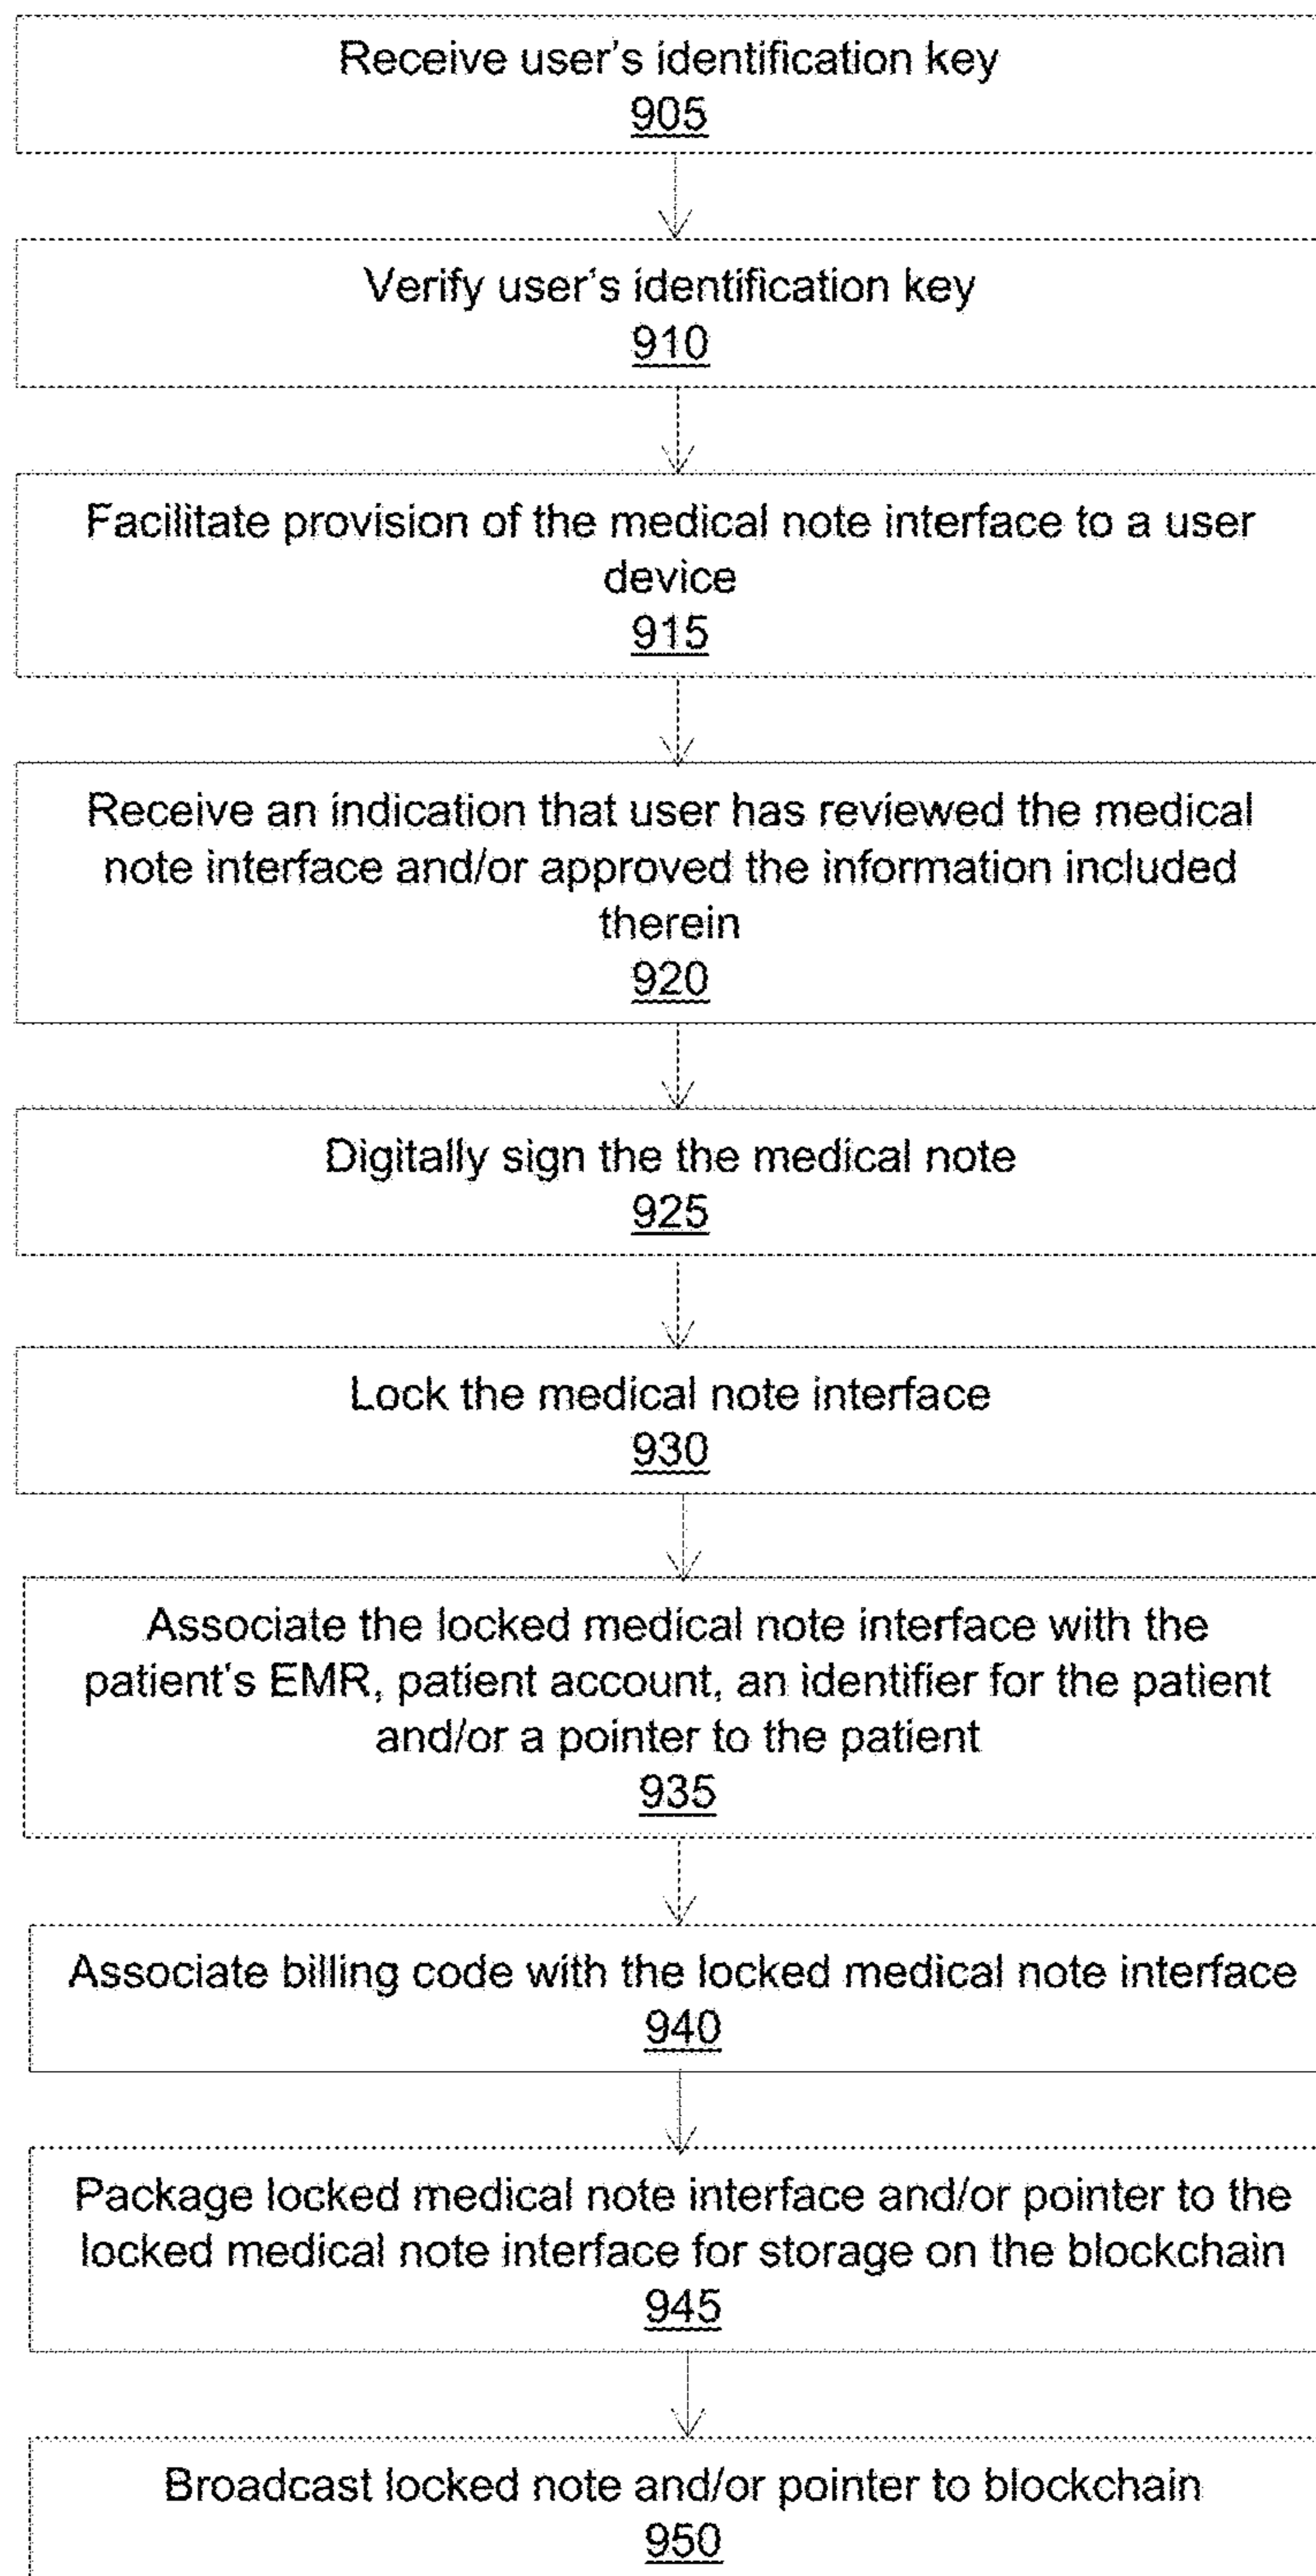 Receive user's identification key
905
Verify user's identification key
910
Facilitate provision of the medical note interface to a user
device
915
Receive an indication that user has reviewed the medical
note interface and/or approved the information included
therein
920
Digitally sign the the medical note
925
Lock the medical note interface
930
Associate the locked medical note interface with the
patient's EMR, patient account, an identifier for the patient
and/or a pointer to the patient
935
Associate billing code with the locked medical note interface
940
Package locked medical note interface and/or pointer to the
locked medical note interface for storage on the blockchain
945
Broadcast locked note and/or pointer to blockchain
950